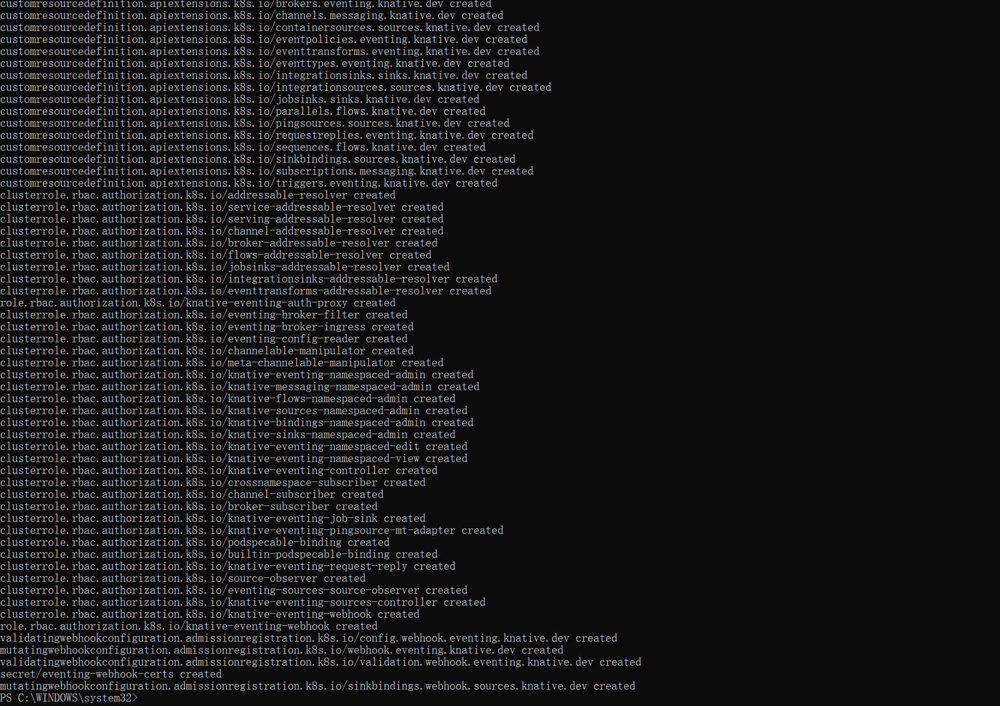 customresourcedefinition.apiextensions.k8s.io/brokers.eventing.knative.dev created
customresourcedefinition.apiextensions.k8s.io/channels.messaging.knative.dev created
customresourcedefinition.apiextensions.k8s.io/containersources.sources.knative.dev created
customresourcedefinition.apiextensions.k8s.io/eventpolicies.eventing.knative.dev created
customresourcedefinition.apiextensions.k8s.io/eventtransforms.eventing.knative.dev created
customresourcedefinition.apiextensions.k8s.io/eventtypes.eventing.knative.dev created
customresourcedefinition.apiextensions.k8s.io/integrationsinks.sinks.knative.dev created
customresourcedefinition.apiextensions.k8s.io/integrationsources.sources.knative.dev created
customresourcedefinition.apiextensions.k8s.io/jobsinks.sinks.knative.dev created
customresourcedefinition.apiextensions.k8s.io/parallels.flows.knative.dev created
customresourcedefinition.apiextensions.k8s.io/pingsources.sources.knative.dev created
customresourcedefinition.apiextensions.k8s.io/requestreplies.eventing.knative.dev created
customresourcedefinition.apiextensions.k8s.io/sequences.flows.knative.dev created
customresourcedefinition.apiextensions.k8s.io/sinkbindings.sources.knative.dev created
customresourcedefinition.apiextensions.k8s.io/subscriptions.messaging.knative.dev created
customresourcedefinition.apiextensions.k8s.io/triggers.eventing.knative.dev created
clusterrole.rbac.authorization.k8s.io/addressable-resolver created
clusterrole.rbac.authorization.k8s.io/service-addressable-resolver created
clusterrole.rbac.authorization.k8s.io/serving-addressable-resolver created
clusterrole.rbac.authorization.k8s.io/channel-addressable-resolver created
clusterrole.rbac.authorization.k8s.io/broker-addressable-resolver created
clusterrole.rbac.authorization.k8s.io/flows-addressable-resolver created
clusterrole.rbac.authorization.k8s.io/jobsinks-addressable-resolver created
clusterrole.rbac.authorization.k8s.io/integrationsinks-addressable-resolver created
clusterrole.rbac.authorization.k8s.io/eventtransforms-addressable-resolver created
role.rbac.authorization.k8s.io/knative-eventing-auth-proxy created
clusterrole.rbac.authorization.k8s.io/eventing-broker-filter created
clusterrole.rbac.authorization.k8s.io/eventing-broker-ingress created
clusterrole.rbac.authorization.k8s.io/eventing-config-reader created
clusterrole.rbac.authorization.k8s.io/channelable-manipulator created
clusterrole.rbac.authorization.k8s.io/meta-channelable-manipulator created
clusterrole.rbac.authorization.k8s.io/knative-eventing-namespaced-admin created
clusterrole.rbac.authorization.k8s.io/knative-messaging-namespaced-admin created
clusterrole.rbac.authorization.k8s.io/knative-flows-namespaced-admin created
clusterrole.rbac.authorization.k8s.io/knative-sources-namespaced-admin created
clusterrole.rbac.authorization.k8s.io/knative-bindings-namespaced-admin created
clusterrole.rbac.authorization.k8s.io/knative-sinks-namespaced-admin created
clusterrole.rbac.authorization.k8s.io/knative-eventing-namespaced-edit created
clusterrole.rbac.authorization.k8s.io/knative-eventing-namespaced-view created
clusterrole.rbac.authorization.k8s.io/knative-eventing-controller created
clusterrole.rbac.authorization.k8s.io/crossnamespace-subscriber created
clusterrole.rbac.authorization.k8s.io/channel-subscriber created
clusterrole.rbac.authorization.k8s.io/broker-subscriber created
clusterrole.rbac.authorization.k8s.io/knative-eventing-job-sink created
clusterrole.rbac.authorization.k8s.io/knative-eventing-pingsource-mt-adapter created
clusterrole.rbac.authorization.k8s.io/podspecable-binding created
clusterrole.rbac.authorization.k8s.io/builtin-podspecable-binding created
clusterrole.rbac.authorization.k8s.io/knative-eventing-request-reply created
clusterrole.rbac.authorization.k8s.io/source-observer created
clusterrole.rbac.authorization.k8s.io/eventing-sources-source-observer created
clusterrole.rbac.authorization.k8s.io/knative-eventing-sources-controller created
clusterrole.rbac.authorization.k8s.io/knative-eventing-webhook created
role.rbac.authorization.k8s.io/knative-eventing-webhook created
validatingwebhookconfiguration.admissionregistration.k8s.io/config.webhook.eventing.knative.dev created
mutatingwebhookconfiguration.admissionregistration.k8s.io/webhook.eventing.knative.dev created
validatingwebhookconfiguration.admissionregistration.k8s.io/validation.webhook.eventing.knative.dev created
secret/eventing-webhook-certs created
mutatingwebhookconfiguration.admissionregistration.k8s.io/sinkbindings.webhook.sources.knative.dev created
PS C:\WINDOWS\system32>